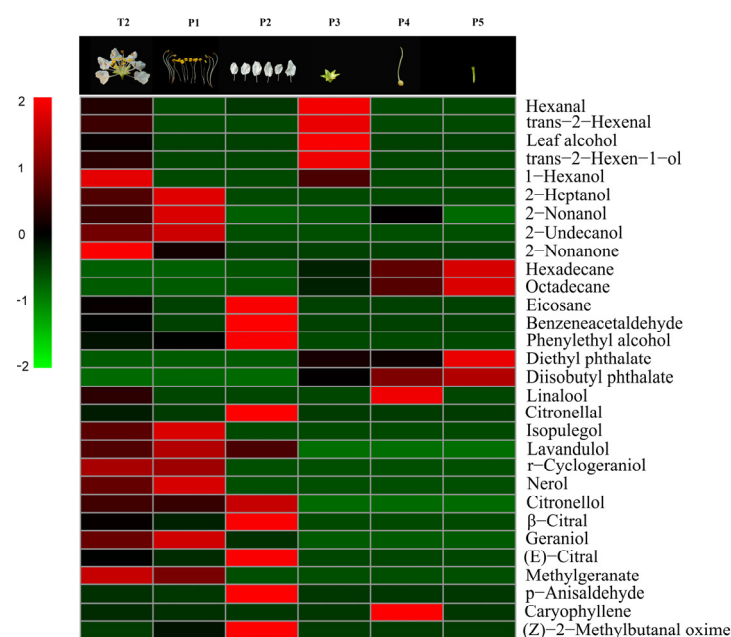 T2 P1 P2 P3 P4 P5
2
1
0
-1
-2
Hexanal
trans−2−Hexenal
Leaf alcohol
trans−2−Hexen−1−ol
1−Hexanol
2−Heptanol
2−Nonanol
2−Undecanol
2−Nonanone
Hexadecane
Octadecane
Eicosane
Benzeneacetaldehyde
Phenylethyl alcohol
Diethyl phthalate
Diisobutyl phthalate
Linalool
Citronellal
Isopulegol
Lavandulol
r−Cyclogeraniol
Nerol
Citronellol
β−Citral
Geraniol
(E)−Citral
Methylgeranate
p−Anisaldehyde
Caryophyllene
(Z)−2−Methylbutanal oxime